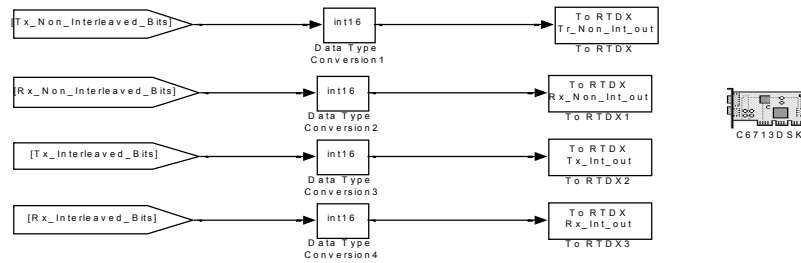 [Tx_Non_Interleaved_Bits]
int16
Data Type
Conversion1
To RTDX
Tr_Non_Int_out
To RTDX
[Rx_Non_Interleaved_Bits]
int16
Data Type
Conversion2
To RTDX
Rx_Non_Int_out
To RTDX1
C6713DSK
[Tx_Interleaved_Bits]
int16
Data Type
Conversion3
To RTDX
Tx_Int_out
To RTDX2
[Rx_Interleaved_Bits]
int16
Data Type
Conversion4
To RTDX
Rx_Int_out
To RTDX3